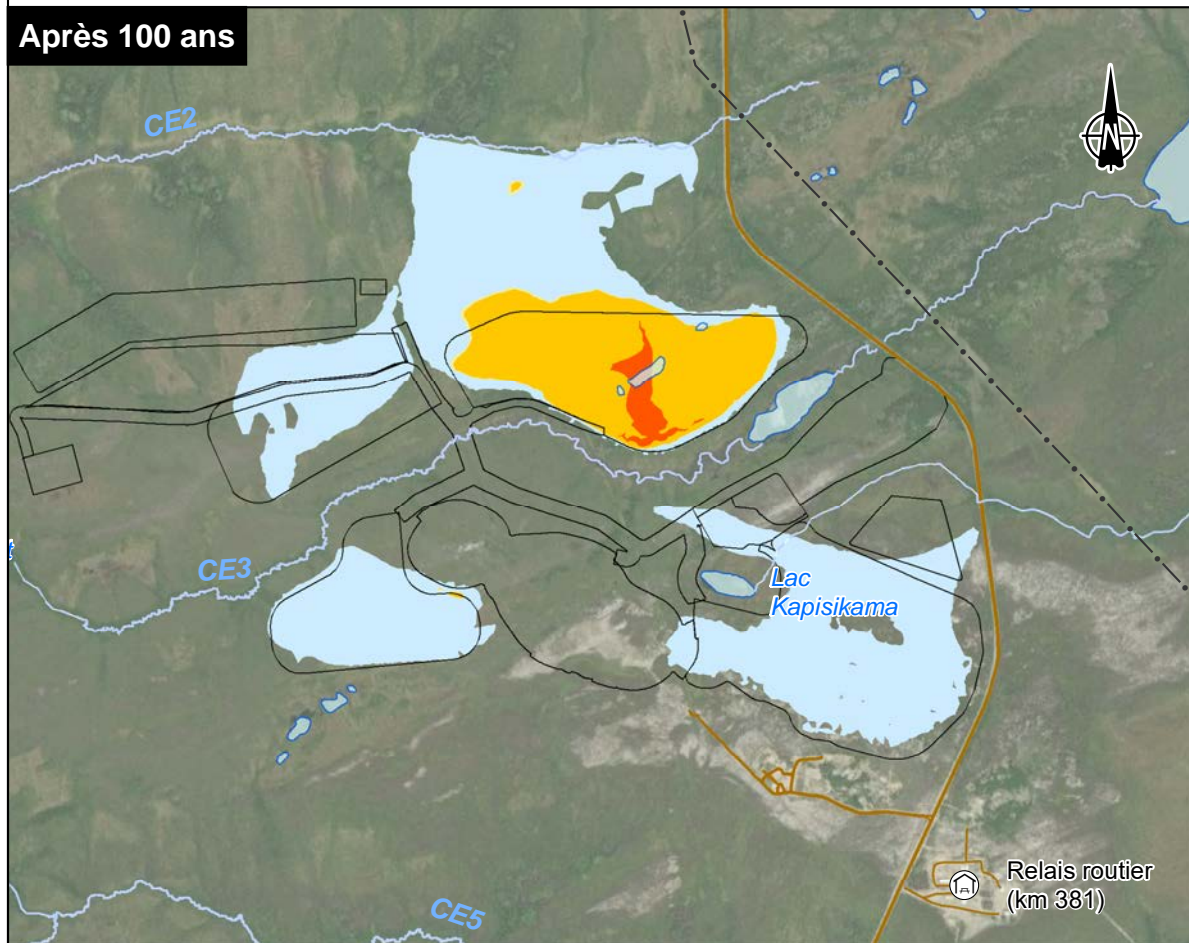 Après 100 ans
CE2
N
CE3
Lac
Kapisikama
Relais routier
(km 381)
CE5